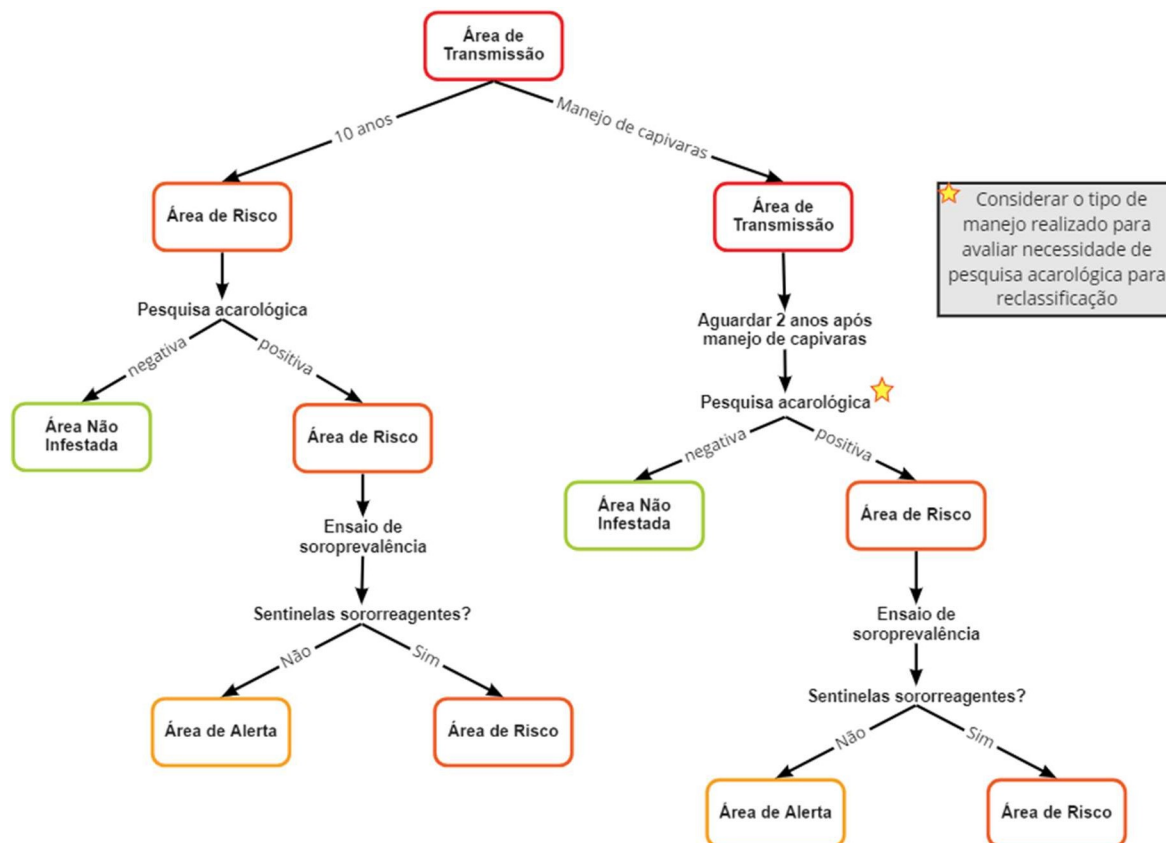 Área de
Transmissão
10 anos
Manejo de capivaras
Área de Risco
Pesquisa acarológica
negativa
positiva
Área Não
Infestada
Área de Risco
Ensaio de
soroprevalência
Sentinelas sororreagentes?
Não
Sim
Área de Alerta
Área de Risco
Área de
Transmissão
Aguardar 2 anos após
manejo de capivaras
Pesquisa acarológica
negativa
positiva
Área Não
Infestada
Área de Risco
Ensaio de
soroprevalência
Sentinelas sororreagentes?
Não
Sim
Área de Alerta
Área de Risco
Considerar o tipo de
manejo realizado para
avaliar necessidade de
pesquisa acarológica para
reclassificação